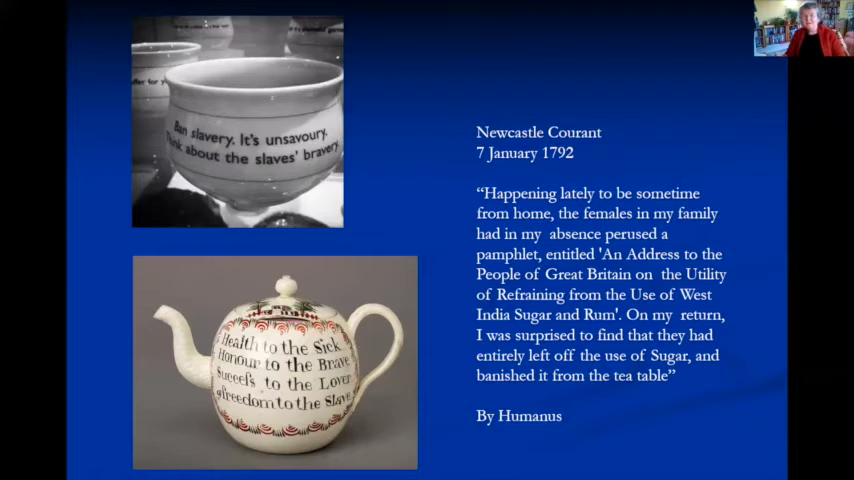 Ban slavery. It's unsavoury.
Think about the slaves' bravery.
Health to the Sick
Honour to the Brave
Succeſs to the Lover
freedom to the Slave
Newcastle Courant
7 January 1792
“Happening lately to be sometime
from home, the females in my family
had in my absence perused a
pamphlet, entitled 'An Address to the
People of Great Britain on the Utility
of Refraining from the Use of West
India Sugar and Rum'. On my return,
I was surprised to find that they had
entirely left off the use of Sugar, and
banished it from the tea table”
By Humanus